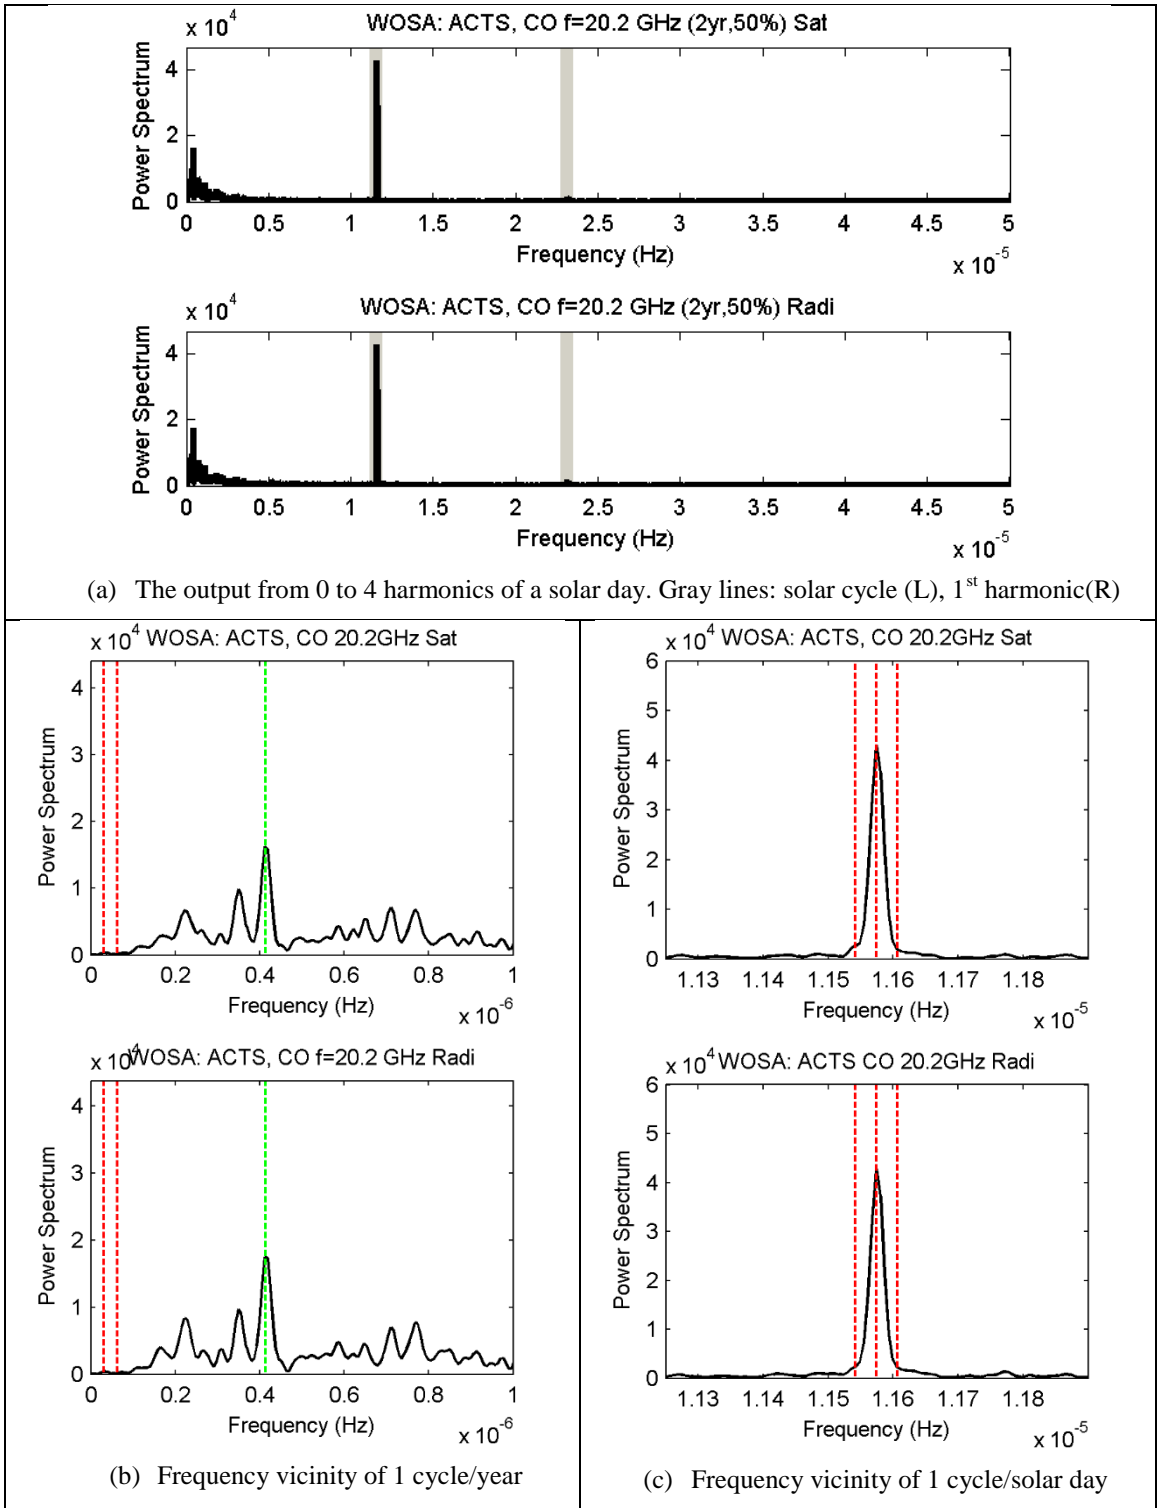 x 10^4
WOSA: ACTS, CO f=20.2 GHz (2yr,50%) Sat
Power Spectrum
4
2
0
0 0.5 1 1.5 2 2.5 3 3.5 4 4.5 5
Frequency (Hz)
x 10^-5
x 10^4
WOSA: ACTS, CO f=20.2 GHz (2yr,50%) Radi
Power Spectrum
4
2
0
0 0.5 1 1.5 2 2.5 3 3.5 4 4.5 5
Frequency (Hz)
x 10^-5
(a) The output from 0 to 4 harmonics of a solar day. Gray lines: solar cycle (L), 1st harmonic(R)
x 10^4 WOSA: ACTS, CO 20.2GHz Sat
Power Spectrum
4
3
2
1
0
0 0.2 0.4 0.6 0.8 1
Frequency (Hz)
x 10^-6
x 10^4 WOSA: ACTS, CO f=20.2 GHz Radi
Power Spectrum
4
3
2
1
0
0 0.2 0.4 0.6 0.8 1
Frequency (Hz)
x 10^-6
(b) Frequency vicinity of 1 cycle/year
x 10^4 WOSA: ACTS, CO 20.2GHz Sat
Power Spectrum
6
5
4
3
2
1
0
1.13 1.14 1.15 1.16 1.17 1.18
Frequency (Hz)
x 10^-5
x 10^4 WOSA: ACTS CO 20.2GHz Radi
Power Spectrum
6
5
4
3
2
1
0
1.13 1.14 1.15 1.16 1.17 1.18
Frequency (Hz)
x 10^-5
(c) Frequency vicinity of 1 cycle/solar day